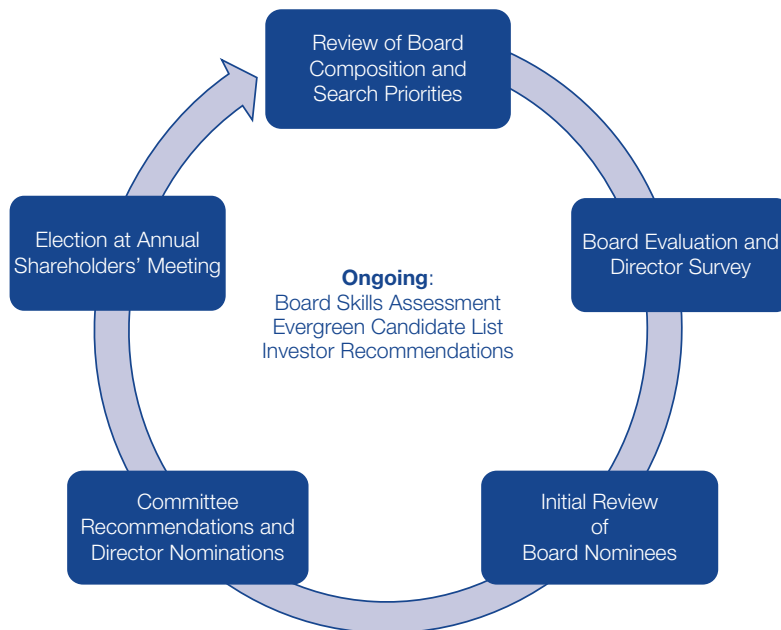 Review of Board
Composition and
Search Priorities
Board Evaluation and
Director Survey
Initial Review
of
Board Nominees
Committee
Recommendations and
Director Nominations
Election at Annual
Shareholders’ Meeting
Ongoing:
Board Skills Assessment
Evergreen Candidate List
Investor Recommendations